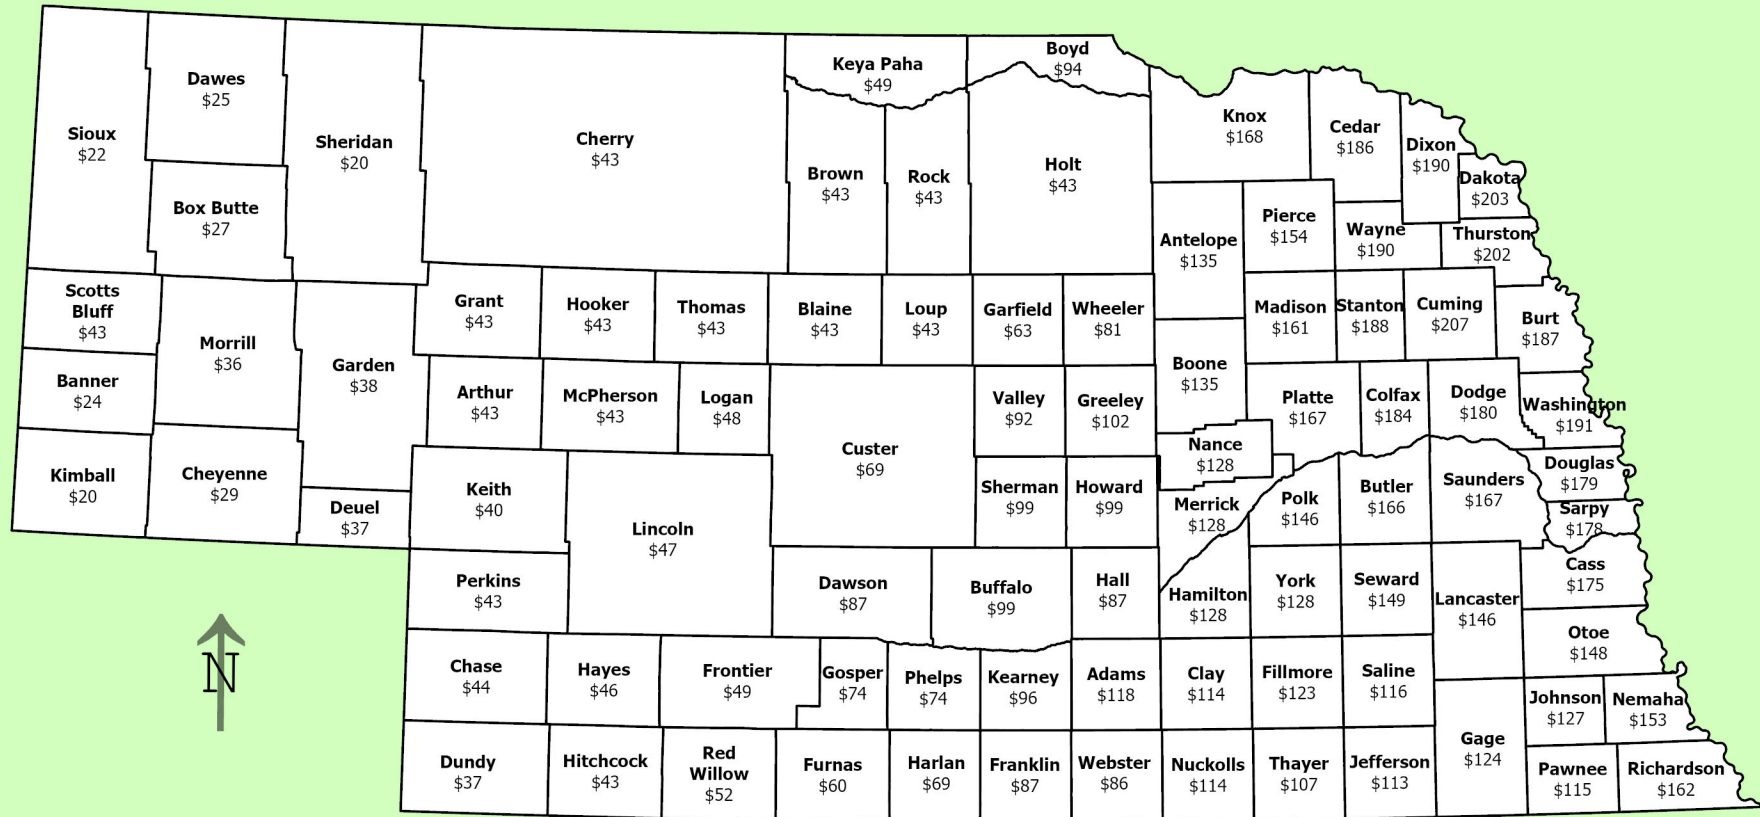 Dawes
$25
Sioux
$22
Sheridan
$20
Box Butte
$27
Cherry
$43
Keya Paha
$49
Boyd
$94
Brown
$43
Rock
$43
Holt
$43
Knox
$168
Cedar
$186
Dixon
$190
Dakota
$203
Antelope
$135
Pierce
$154
Wayne
$190
Thurston
$202
Scotts
Bluff
$43
Morrill
$36
Garden
$38
Grant
$43
Hooker
$43
Thomas
$43
Blaine
$43
Loup
$43
Garfield
$63
Wheeler
$81
Madison
$161
Stanton
$188
Cuming
$207
Burt
$187
Banner
$24
Arthur
$43
McPherson
$43
Logan
$48
Custer
$69
Valley
$92
Greeley
$102
Boone
$135
Platte
$167
Colfax
$184
Dodge
$180
Washington
$191
Nance
$128
Kimball
$20
Cheyenne
$29
Deuel
$37
Keith
$40
Lincoln
$47
Sherman
$99
Howard
$99
Merrick
$128
Polk
$146
Butler
$166
Saunders
$167
Douglas
$179
Sarpy
$178
Perkins
$43
Dawson
$87
Buffalo
$99
Hall
$87
Hamilton
$128
York
$128
Seward
$149
Lancaster
$146
Cass
$175
Otoe
$148
Chase
$44
Hayes
$46
Frontier
$49
Gosper
$74
Phelps
$74
Kearney
$96
Adams
$118
Clay
$114
Fillmore
$123
Saline
$116
Johnson
$127
Nemaha
$153
Dundy
$37
Hitchcock
$43
Red
Willow
$52
Furnas
$60
Harlan
$69
Franklin
$87
Webster
$86
Nuckolls
$114
Thayer
$107
Jefferson
$113
Gage
$124
Pawnee
$115
Richardson
$162
N